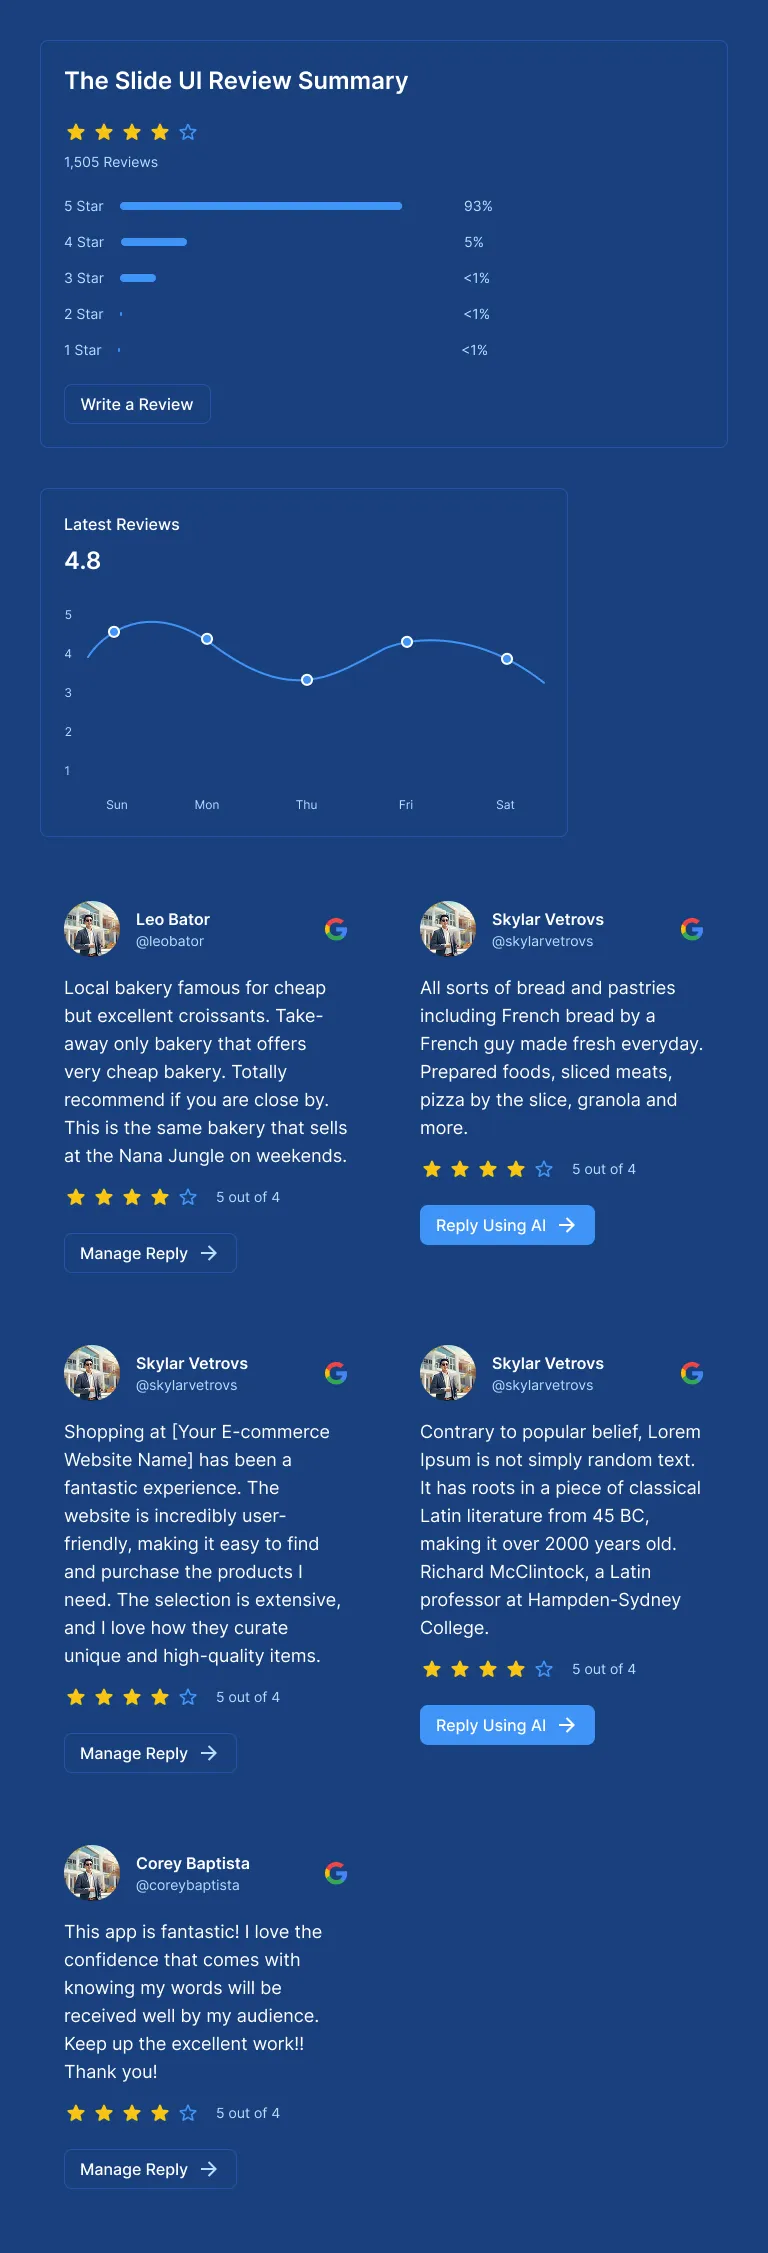 The Slide UI Review Summary
1,505 Reviews
5 Star 93%
4 Star 5%
3 Star <1%
2 Star <1%
1 Star <1%
Write a Review
Latest Reviews
4.8
5
4
3
2
1
Sun Mon Thu Fri Sat
Leo Bator
@leobator
Local bakery famous for cheap
but excellent croissants. Take-
away only bakery that offers
very cheap bakery. Totally
recommend if you are close by.
This is the same bakery that sells
at the Nana Jungle on weekends.
5 out of 4
Manage Reply
Skylar Vetrovs
@skylarvetrovs
All sorts of bread and pastries
including French bread by a
French guy made fresh everyday.
Prepared foods, sliced meats,
pizza by the slice, granola and
more.
5 out of 4
Reply Using AI
Skylar Vetrovs
@skylarvetrovs
Shopping at [Your E-commerce
Website Name] has been a
fantastic experience. The
website is incredibly user-
friendly, making it easy to find
and purchase the products I
need. The selection is extensive,
and I love how they curate
unique and high-quality items.
5 out of 4
Manage Reply
Skylar Vetrovs
@skylarvetrovs
Contrary to popular belief, Lorem
Ipsum is not simply random text.
It has roots in a piece of classical
Latin literature from 45 BC,
making it over 2000 years old.
Richard McClintock, a Latin
professor at Hampden-Sydney
College.
5 out of 4
Reply Using AI
Corey Baptista
@coreybaptista
This app is fantastic! I love the
confidence that comes with
knowing my words will be
received well by my audience.
Keep up the excellent work!!
Thank you!
5 out of 4
Manage Reply